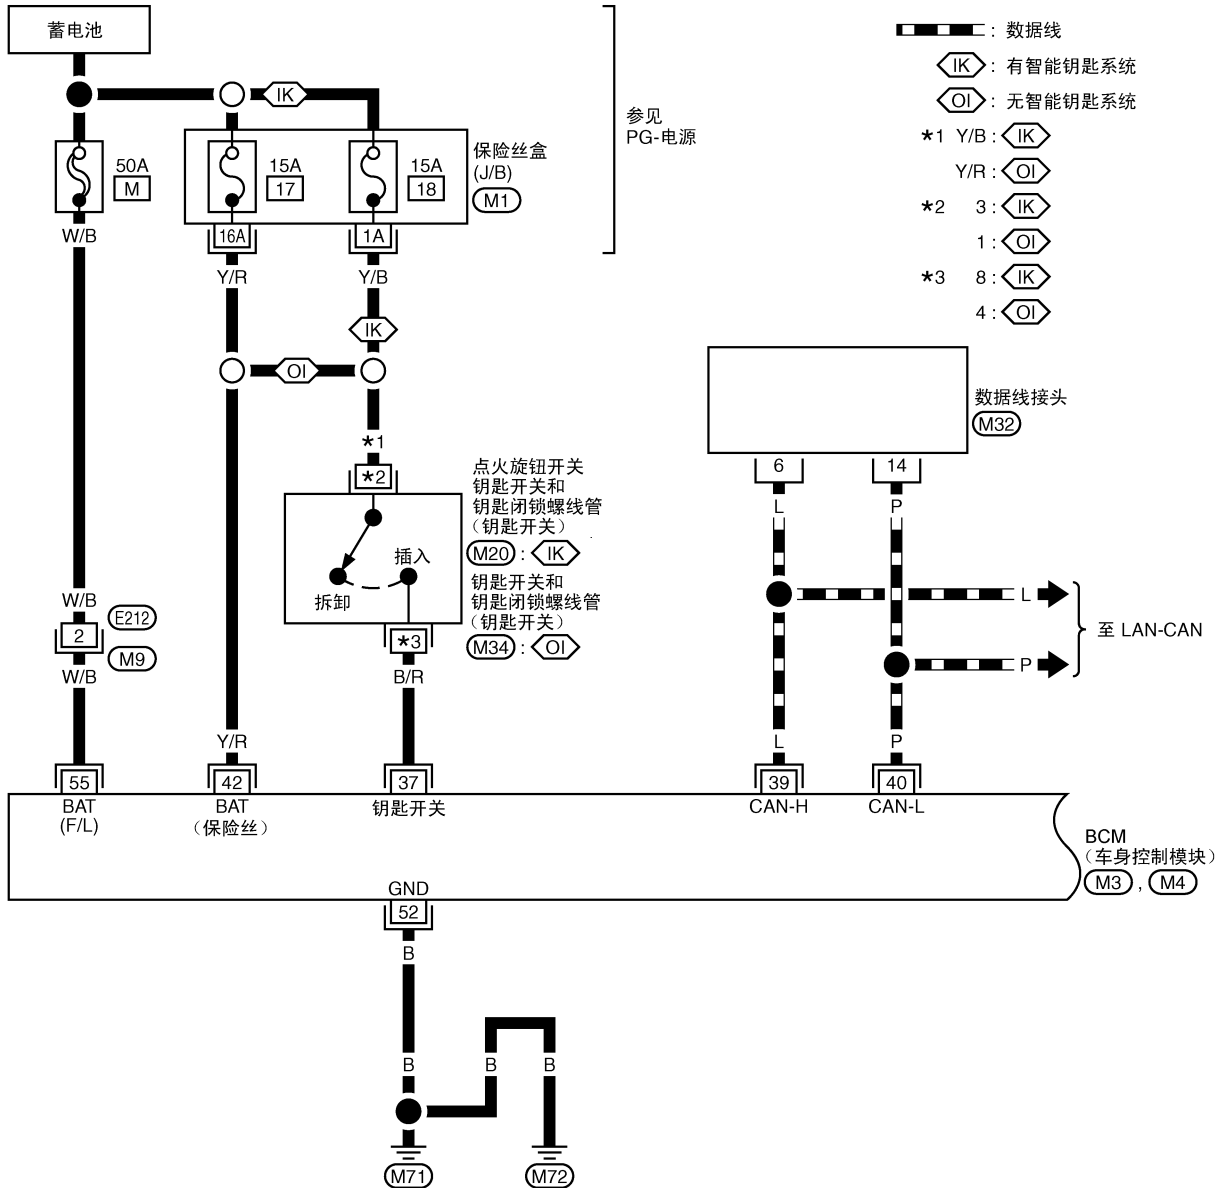 蓄电池
IK
50A
M
15A
17
15A
18
保险丝盒
(J/B)
M1
参见
PG-电源
: 数据线
IK : 有智能钥匙系统
OI : 无智能钥匙系统
*1 Y/B : IK
Y/R : OI
*2 3 : IK
1 : OI
*3 8 : IK
4 : OI
W/B
16A
1A
Y/R
Y/B
IK
OI
*1
*2
点火旋钮开关
钥匙开关和
钥匙闭锁螺线管
(钥匙开关)
M20 : IK
钥匙开关和
钥匙闭锁螺线管
(钥匙开关)
M34 : OI
插入
拆卸
*3
B/R
数据线接头
M32
6
14
L
P
L
P
至 LAN-CAN
W/B
E212
2
M9
W/B
Y/R
L
P
55
42
37
39
40
BAT
(F/L)
BAT
(保险丝)
钥匙开关
CAN-H
CAN-L
BCM
(车身控制模块)
M3 , M4
GND
52
B
B
B
B
M71
M72